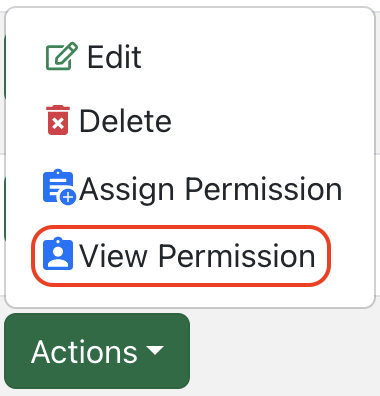 Edit
Delete
Assign Permission
View Permission
Actions